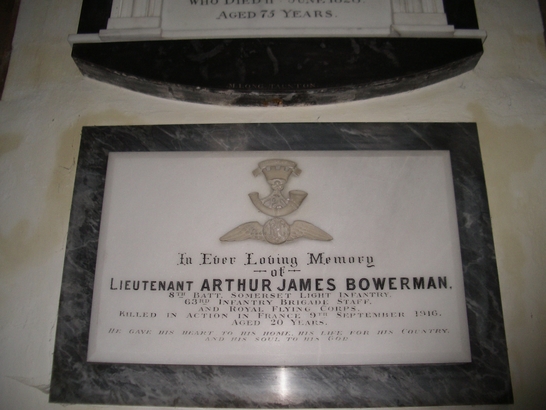 WHO DIED 11TH JUNE, 1828.
AGED 75 YEARS.
In Ever Loving Memory
of
LIEUTENANT ARTHUR JAMES BOWERMAN.
8TH BATT. SOMERSET LIGHT INFANTRY.
63RD INFANTRY BRIGADE STAFF.
AND ROYAL FLYING CORPS.
KILLED IN ACTION IN FRANCE 9TH SEPTEMBER 1916.
AGED 20 YEARS.
HE GAVE HIS HEART TO HIS HOME, HIS LIFE FOR HIS COUNTRY,
AND HIS SOUL TO HIS GOD